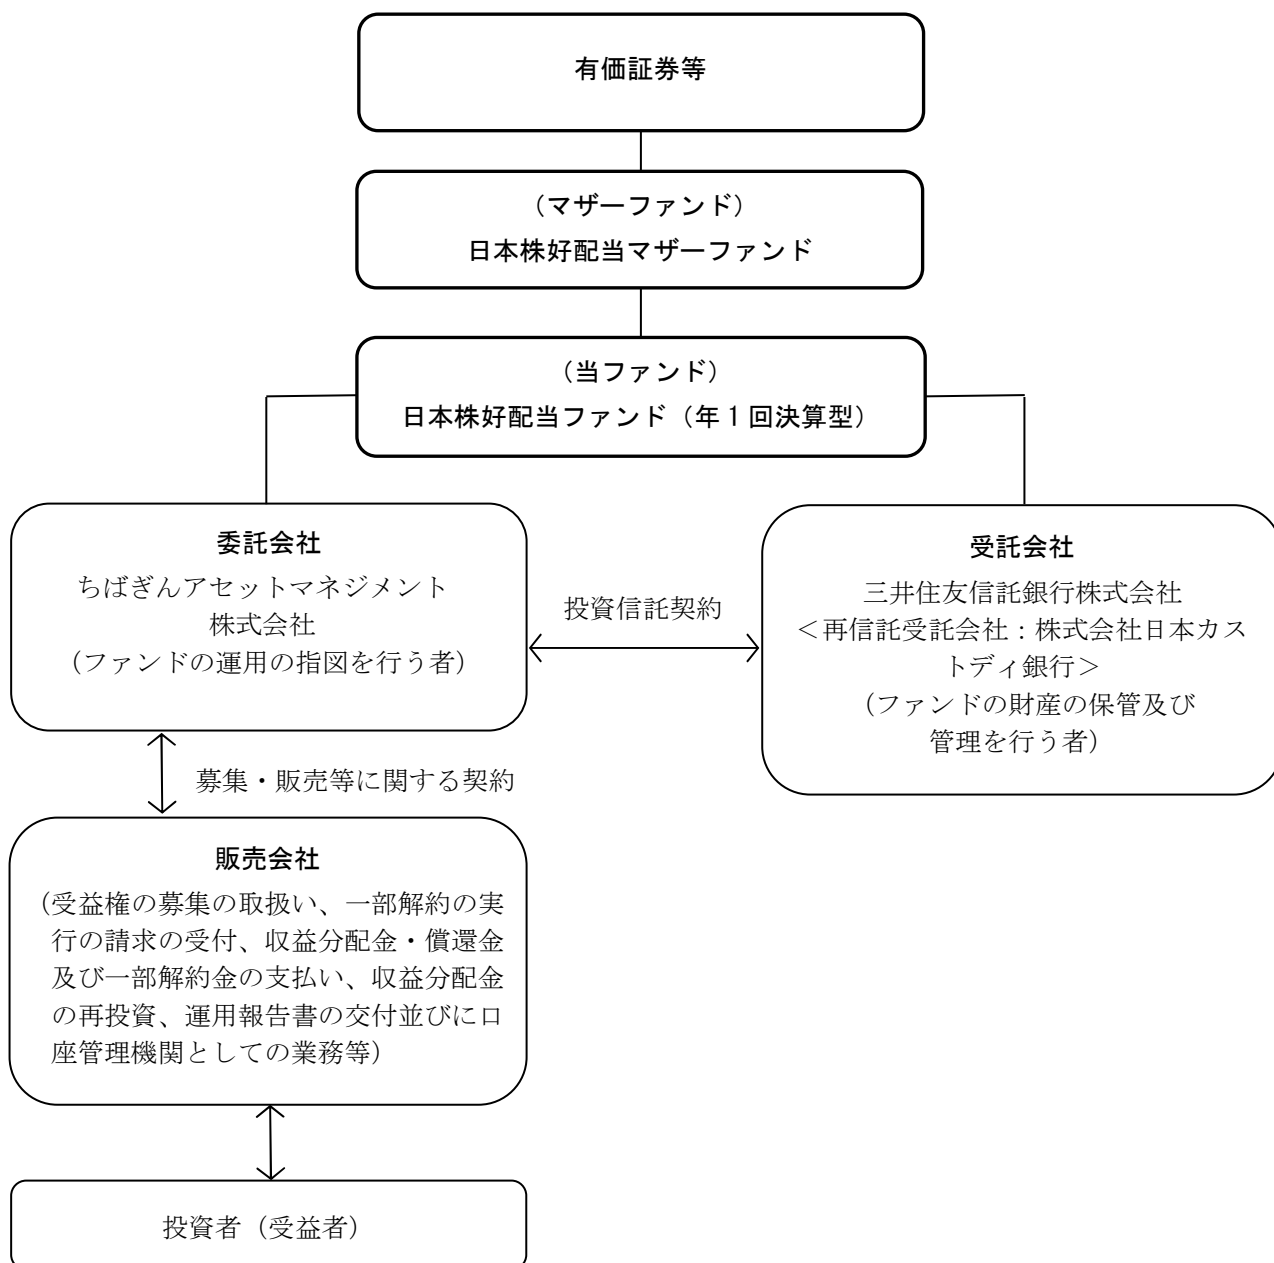 有価証券等
（マザーファンド）
日本株好配当マザーファンド
（当ファンド）
日本株好配当ファンド（年１回決算型）
委託会社
ちばぎんアセットマネジメント
株式会社
（ファンドの運用の指図を行う者）
投資信託契約
受託会社
三井住友信託銀行株式会社
＜再信託受託会社：株式会社日本カス
トディ銀行＞
（ファンドの財産の保管及び
管理を行う者）
募集・販売等に関する契約
販売会社
（受益権の募集の取扱い、一部解約の実
行の請求の受付、収益分配金・償還金
及び一部解約金の支払い、収益分配金
の再投資、運用報告書の交付並びに口
座管理機関としての業務等）
投資者（受益者）